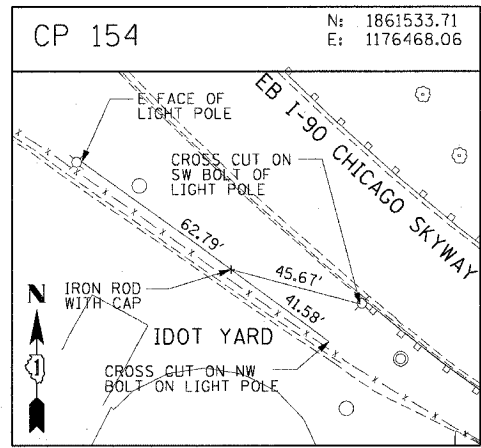 CP 154
N: 1861533.71
E: 1176468.06
E FACE OF
LIGHT POLE
EB I-90 CHICAGO SKYWAY
CROSS CUT ON
SW BOLT OF
LIGHT POLE
62.79'
45.67'
41.58'
IRON ROD
WITH CAP
N
1
IDOT YARD
CROSS CUT ON NW
BOLT ON LIGHT POLE